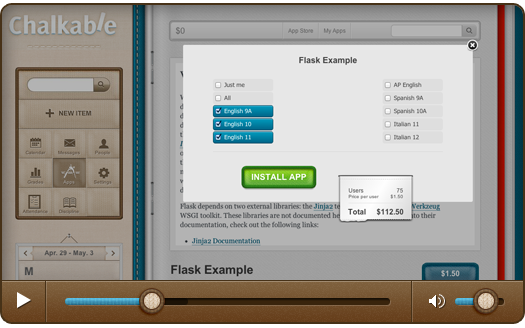 Chalkable
$0
App Store
My Apps
Flask Example
Just me
All
English 9A
English 10
English 11
AP English
Spanish 9A
Spanish 10A
Italian 11
Italian 12
INSTALL APP
Users 75
Price per user $1.50
Total $112.50
+ NEW ITEM
Calendar
Messages
People
Grades
Apps
Settings
Attendance
Discipline
Apr. 29 - May. 3
M
Flask depends on two external libraries: the Jinja2 Werkzeug
WSGI toolkit. These libraries are not documented into their
documentation, check out the following links:
• Jinja2 Documentation
Flask Example
$1.50